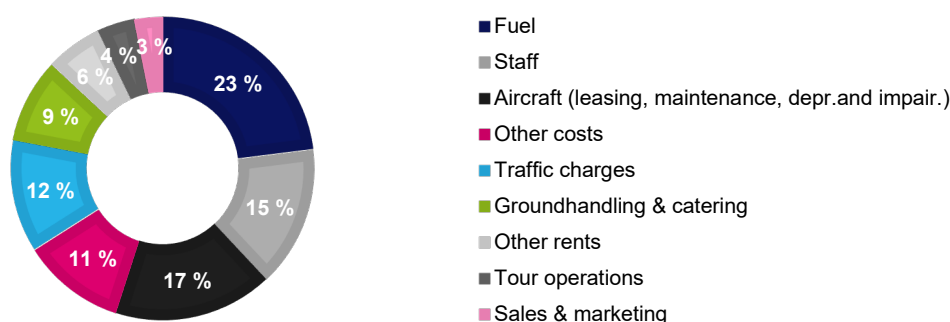 23 %
15 %
17 %
11 %
12 %
9 %
6 %
4 %
3 %
Fuel
Staff
Aircraft (leasing, maintenance, depr.and impair.)
Other costs
Traffic charges
Groundhandling & catering
Other rents
Tour operations
Sales & marketing